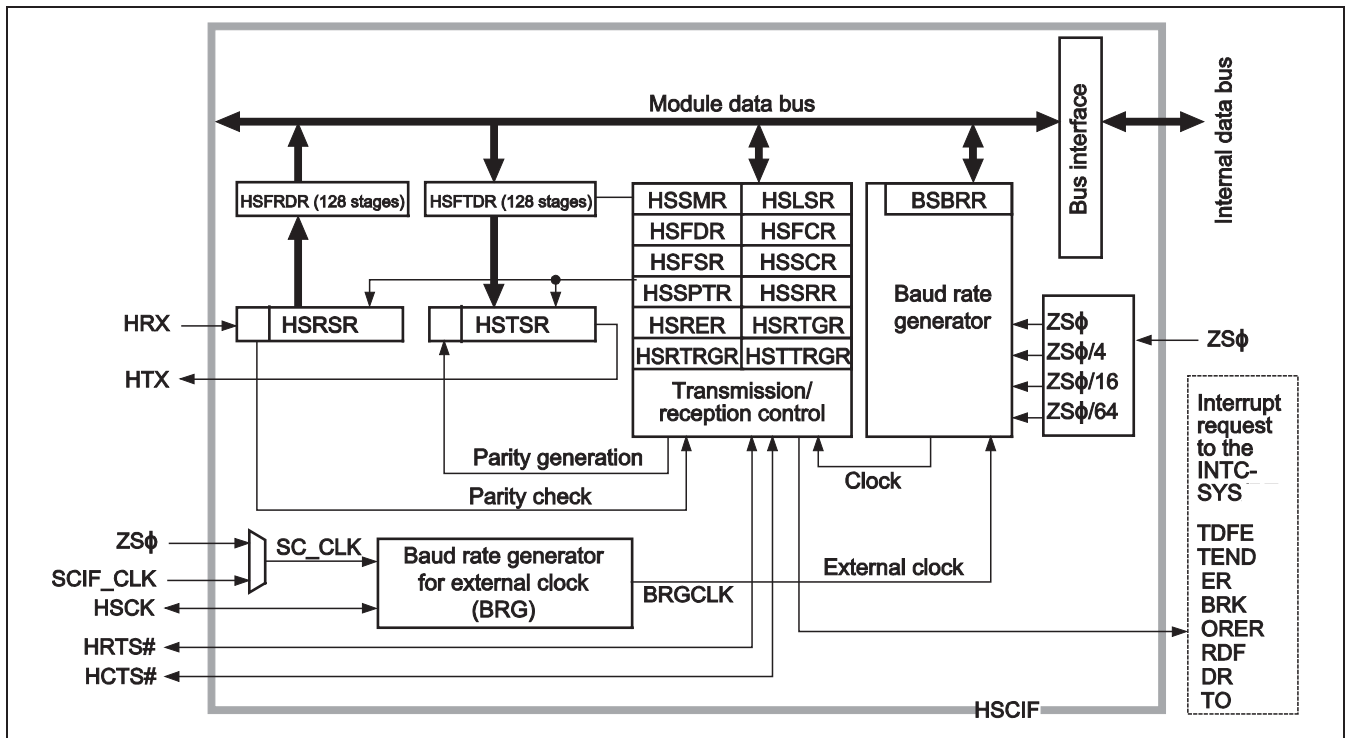 Module data bus
Bus interface
Internal data bus
HSFRDR (128 stages)
HSFTDR (128 stages)
HSSMR
HSLSR
BSBRR
HSFDR
HSFCR
HSFSR
HSSCR
HSSPTR
HSSRR
HSRER
HSRTGR
HSRTRGR
HSTTRGR
Transmission/
reception control
Baud rate
generator
HRX
HSRSR
HSTSR
HTX
ZSϕ
ZSϕ/4
ZSϕ/16
ZSϕ/64
ZSϕ
Parity generation
Parity check
Clock
ZSϕ
SCIF_CLK
HSCK
HRTS#
HCTS#
SC_CLK
Baud rate generator
for external clock
(BRG)
BRGCLK
External clock
Interrupt
request
to the
INTC-
SYS
TDFE
TEND
ER
BRK
ORER
RDF
DR
TO
HSCIF